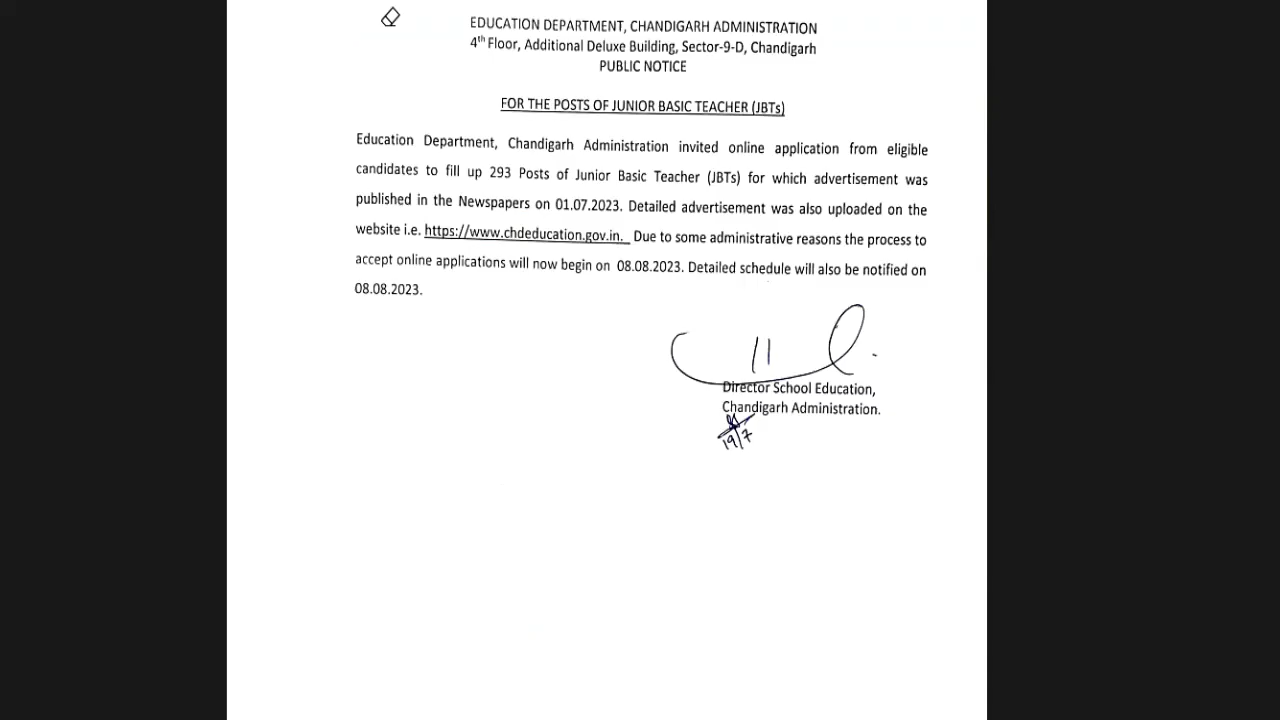 EDUCATION DEPARTMENT, CHANDIGARH ADMINISTRATION
4th Floor, Additional Deluxe Building, Sector-9-D, Chandigarh
PUBLIC NOTICE
FOR THE POSTS OF JUNIOR BASIC TEACHER (JBTs)
Education Department, Chandigarh Administration invited online application from eligible
candidates to fill up 293 Posts of Junior Basic Teacher (JBTs) for which advertisement was
published in the Newspapers on 01.07.2023. Detailed advertisement was also uploaded on the
website i.e. https://www.chdeducation.gov.in. Due to some administrative reasons the process to
accept online applications will now begin on 08.08.2023. Detailed schedule will also be notified on
08.08.2023.
Director School Education,
Chandigarh Administration.
19/7